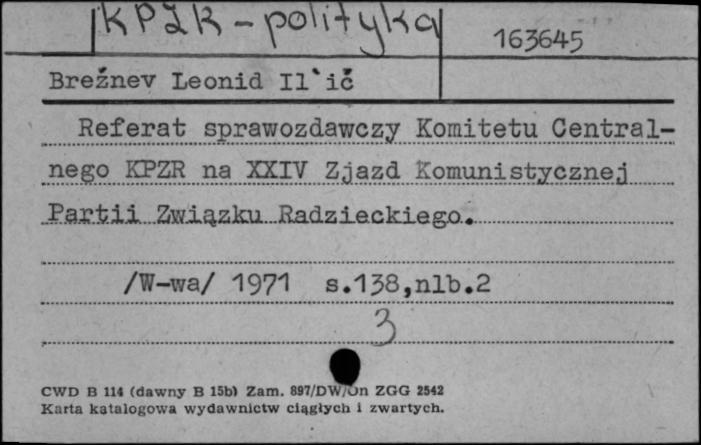 KPZR - polityka
163645
Breźnev Leonid Il`ič
Referat sprawozdawczy Komitetu Central-
nego KPZR na XXIV Zjazd Komunistycznej
Partii Związku Radzieckiego.
/W-wa/ 1971 s.138,nlb.2
3
CWD B 114 (dawny B 15b) Zam. 897/DW/Un ZGG 2542
Karta katalogowa wydawnictw ciągłych i zwartych.